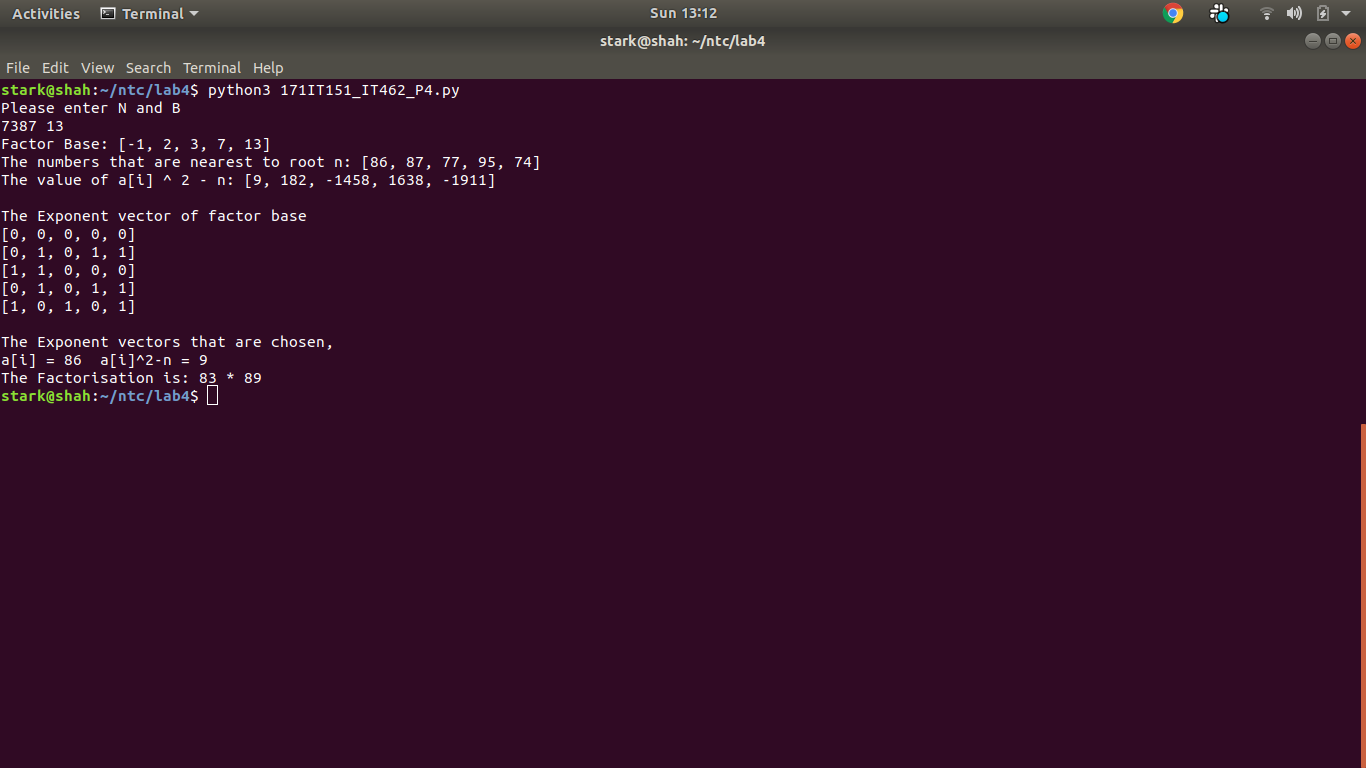 Activities Terminal Sun 13:12
stark@shah: ~/ntc/lab4
File Edit View Search Terminal Help
stark@shah:~/ntc/lab4$ python3 171IT151_IT462_P4.py
Please enter N and B
7387 13
Factor Base: [-1, 2, 3, 7, 13]
The numbers that are nearest to root n: [86, 87, 77, 95, 74]
The value of a[i] ^ 2 - n: [9, 182, -1458, 1638, -1911]
The Exponent vector of factor base
[0, 0, 0, 0, 0]
[0, 1, 0, 1, 1]
[1, 1, 0, 0, 0]
[0, 1, 0, 1, 1]
[1, 0, 1, 0, 1]
The Exponent vectors that are chosen,
a[i] = 86  a[i]^2-n = 9
The Factorisation is: 83 * 89
stark@shah:~/ntc/lab4$